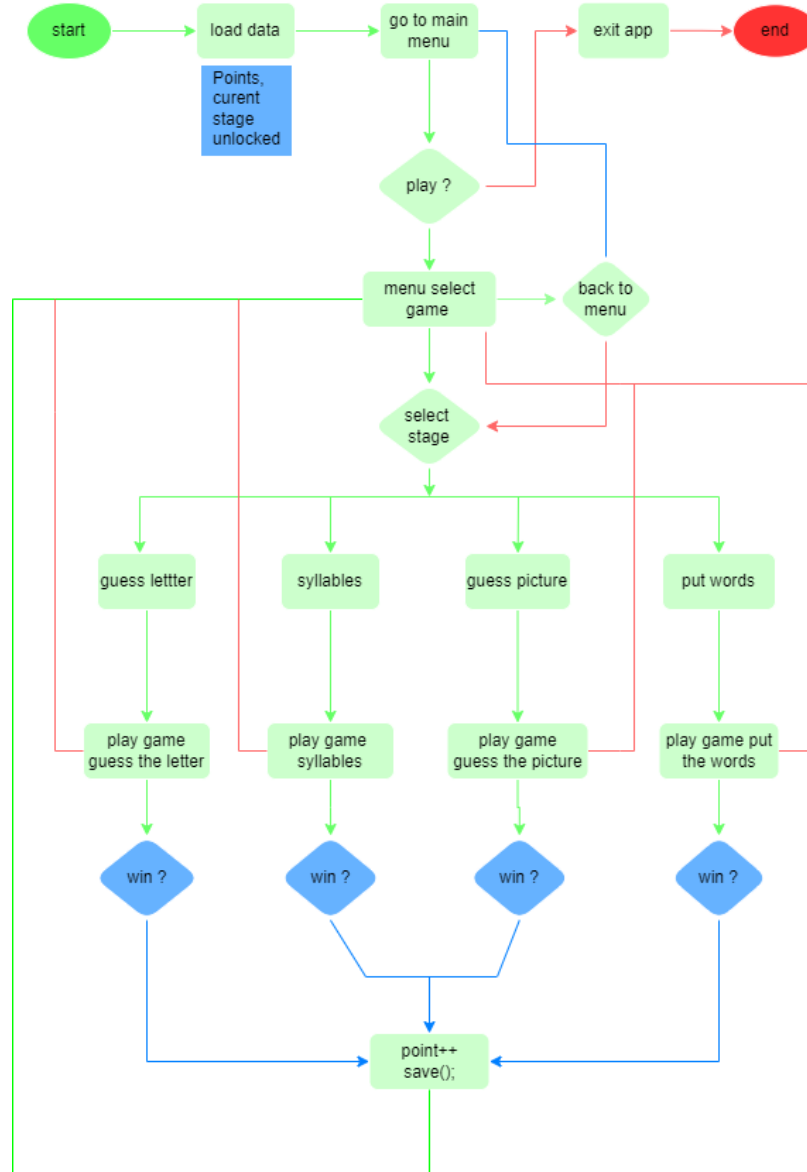 start
load data
go to main
menu
exit app
end
Points,
curent
stage
unlocked
play ?
menu select
game
back to
menu
select
stage
guess lettter
syllables
guess picture
put words
play game
guess the letter
play game
syllables
play game
guess the picture
play game put
the words
win ?
win ?
win ?
win ?
point++
save();